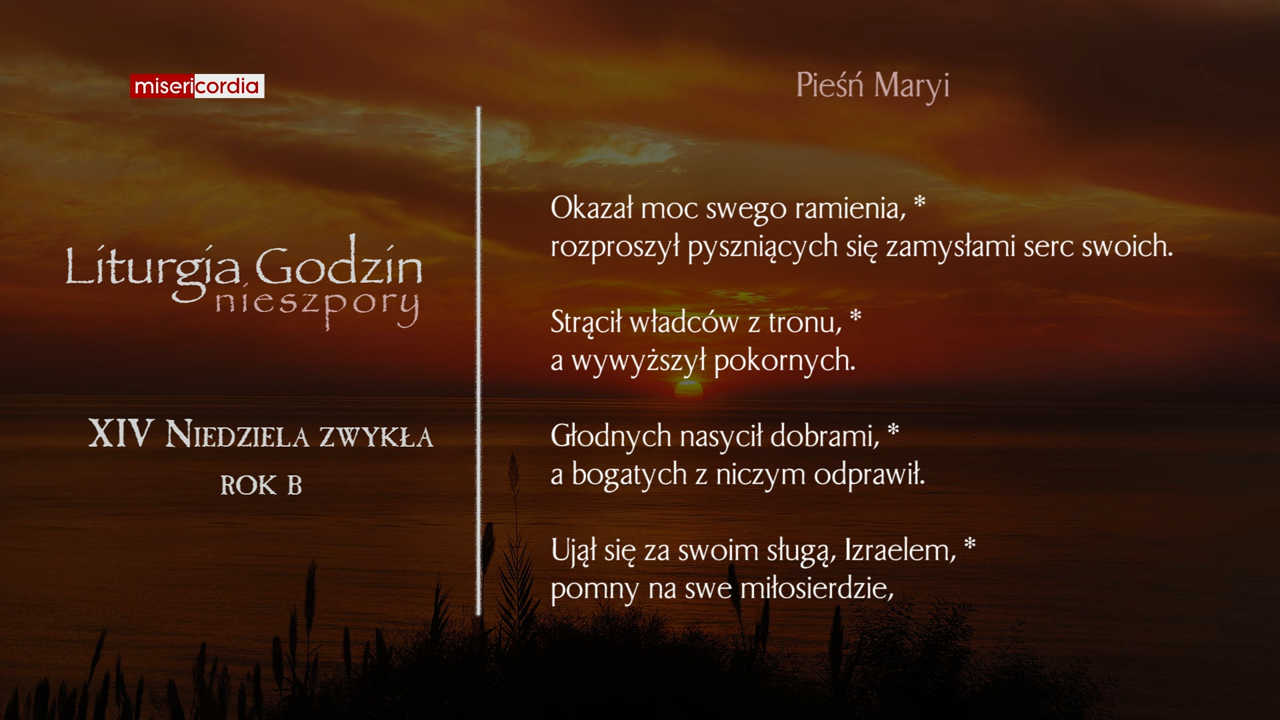 misericordia
Liturgia Godzin
nieszpory
XIV Niedziela zwykła
rok B
Pieśń Maryi
Okazał moc swego ramienia, *
rozproszył pyszniących się zamysłami serc swoich.
Strącił władców z tronu, *
a wywyższył pokornych.
Głodnych nasycił dobrami, *
a bogatych z niczym odprawił.
Ujął się za swoim sługą, Izraelem, *
pomny na swe miłosierdzie,